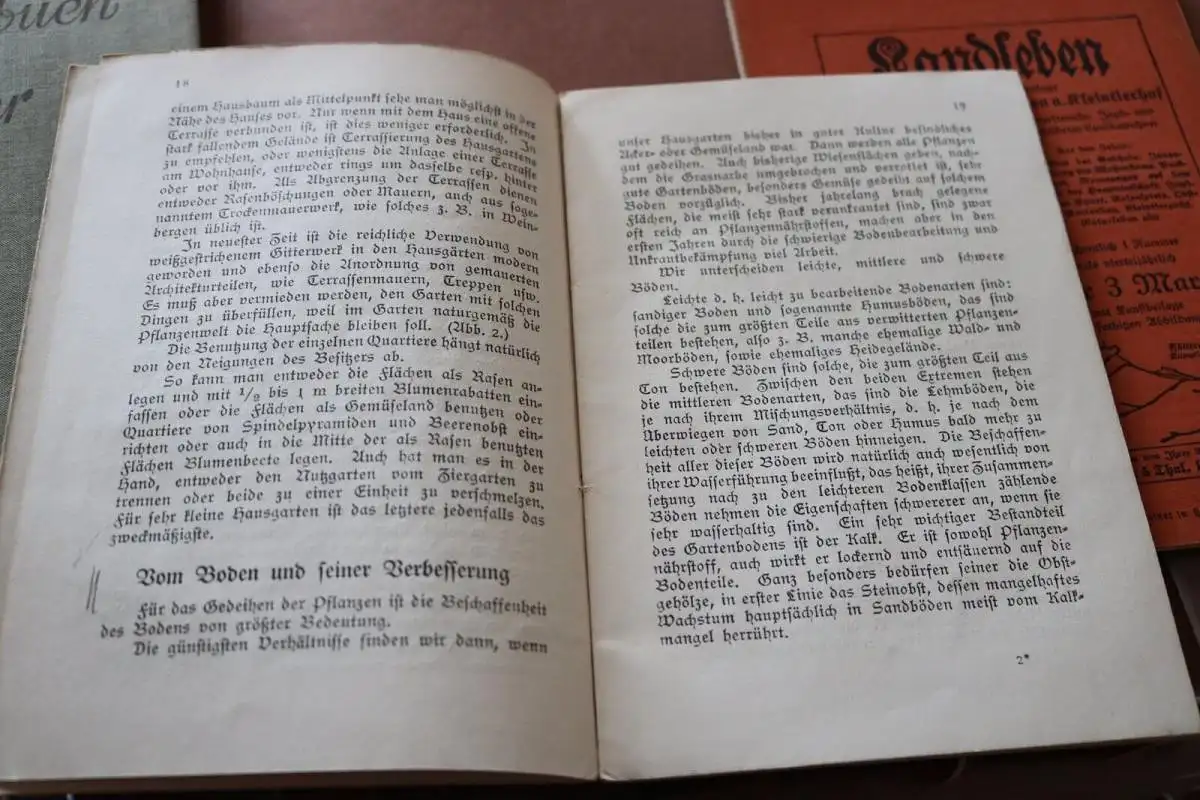 buch
er
18
einem Hausbaum als Mittelpunkt sehe man möglichst in der
Nähe des Hauses vor. Nur wenn mit dem Haus eine offene
Terrasse verbunden ist, ist dies weniger erforderlich. In
stark fallendem Gelände ist Terrassierung des Hausgartens
zu empfehlen, oder wenigstens die Anlage einer Terrasse
am Wohnhause, entweder rings um dasselbe resp. hinter
oder vor ihm. Als Abgrenzung der Terrassen dienen
entweder Rasenböschungen oder Mauern, auch aus soge-
nanntem Trockenmauerwerk, wie solches z. B. in Wein-
bergen üblich ist.
In neuester Zeit ist die reichliche Verwendung von
weißgestrichenem Gitterwerk in den Hausgärten modern
geworden und ebenso die Anordnung von gemauerten
Architekturteilen, wie Terrassenmauern, Treppen usw.
Es muß aber vermieden werden, den Garten mit solchen
Dingen zu überfüllen, weil im Garten naturgemäß die
Pflanzenwelt die Hauptsache bleiben soll. (Abb. 2.)
Die Benutzung der einzelnen Quartiere hängt natürlich
von den Neigungen des Besitzers ab.
So kann man entweder die Flächen als Rasen an-
legen und mit 1/2 bis 1 m breiten Blumenrabatten ein-
fassen oder die Flächen als Gemüseland benutzen oder
Quartiere von Spindelpyramiden und Beerenobst ein-
richten oder auch in die Mitte der als Rasen benutzten
Flächen Blumenbeete legen. Auch hat man es in der
Hand, entweder den Nutzgarten vom Ziergarten zu
trennen oder beide zu einer Einheit zu verschmelzen.
Für sehr kleine Hausgarten ist das letztere jedenfalls das
zweckmäßigste.
Vom Boden und seiner Verbesserung
Für das Gedeihen der Pflanzen ist die Beschaffenheit
des Bodens von größter Bedeutung.
Die günstigsten Verhältnisse finden wir dann, wenn
19
unser Hausgarten bisher in guter Kultur befindliches
Acker- oder Gemüseland war. Dann werden alle Pflanzen
gut gedeihen. Auch bisherige Wiesenflächen geben, nach-
dem die Grasnarbe umgebrochen und verrottet ist, sehr
gute Gartenböden, besonders Gemüse gedeiht auf solchem
Boden vorzüglich. Bisher jahrelang brach gelegene
Flächen, die meist sehr stark verunkrautet sind, sind zwar
oft reich an Pflanzennährstoffen, machen aber in den
ersten Jahren durch die schwierige Bodenbearbeitung und
Unkrautbekämpfung viel Arbeit.
Wir unterscheiden leichte, mittlere und schwere
Böden.
Leichte d. h. leicht zu bearbeitende Bodenarten sind:
sandiger Boden und sogenannte Humusböden, das sind
solche die zum größten Teile aus verwitterten Pflanzen-
teilen bestehen, also z. B. manche ehemalige Wald- und
Moorböden, sowie ehemaliges Heidegelände.
Schwere Böden sind solche, die zum größten Teil aus
Ton bestehen. Zwischen den beiden Extremen stehen
die mittleren Bodenarten, das sind die Lehmböden, die
je nach ihrem Mischungsverhältnis, d. h. je nach dem
Überwiegen von Sand, Ton oder Humus bald mehr zu
leichten oder schweren Böden hinneigen. Die Beschaffen-
heit aller dieser Böden wird natürlich auch wesentlich von
ihrer Wasserführung beeinflußt, das heißt, ihrer Zusammen-
setzung nach zu den leichteren Bodenklassen zählende
Böden nehmen die Eigenschaften schwererer an, wenn sie
sehr wasserhaltig sind. Ein sehr wichtiger Bestandteil
des Gartenbodens ist der Kalk. Er ist sowohl Pflanzen-
nährstoff, auch wirkt er lockernd und entsäuernd auf die
Bodenteile. Ganz besonders bedürfen seiner die Obst-
gehölze, in erster Linie das Steinobst, dessen mangelhaftes
Wachstum hauptsächlich in Sandböden meist vom Kalk-
mangel herrührt.
2*
Landleben
u. Kleintierhof
1 Nummer
vierteljährlich
3 Mar
Kunstbeilage
Abbildun
& Thal,